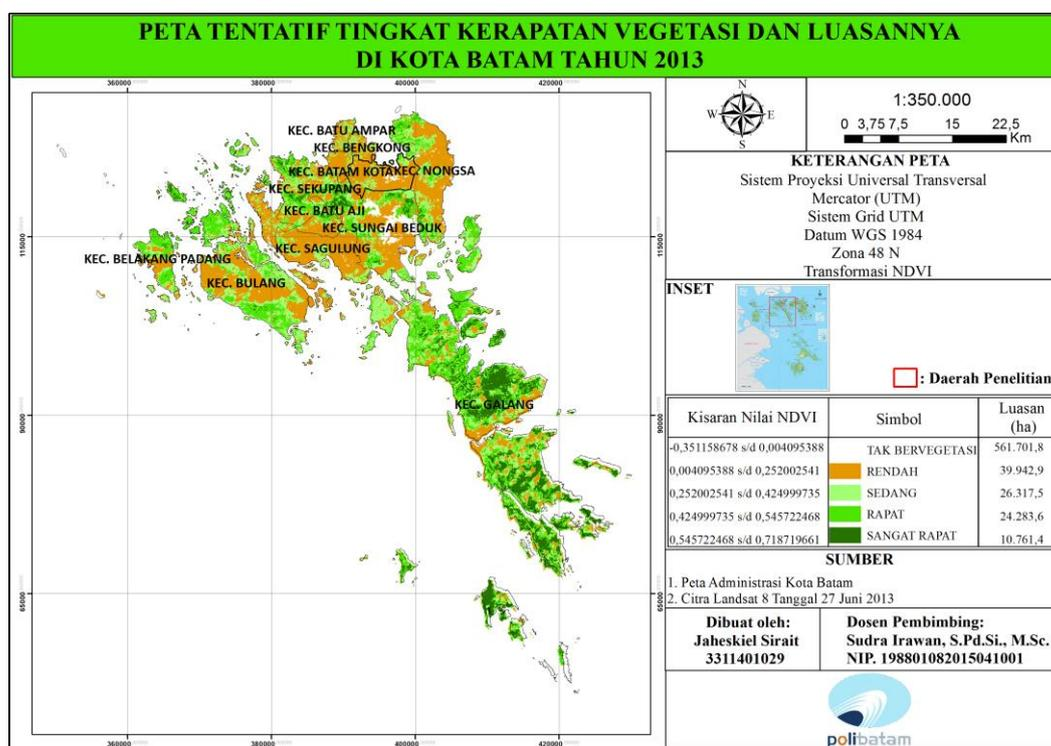 PETA TENTATIF TINGKAT KERAPATAN VEGETASI DAN LUASANNYA
DI KOTA BATAM TAHUN 2013
360000 380000 400000 420000
KEC. BATU AMPAR
KEC. BENGKONG
KEC. BATAM KOTA
KEC. NONGSA
KEC. SEKUPANG
KEC. BATU AJI
KEC. SUNGAI BEDUK
KEC. SAGULUNG
KEC. BELAKANG PADANG
KEC. BULANG
KEC. GALANG
115000 115000
90000 90000
65000 65000
360000 380000 400000 420000
N
W E
S
1:350.000
0 3,75 7,5 15 22,5
Km
KETERANGAN PETA
Sistem Proyeksi Universal Transversal
Mercator (UTM)
Sistem Grid UTM
Datum WGS 1984
Zona 48 N
Transformasi NDVI
INSET
: Daerah Penelitian
Kisaran Nilai NDVI Simbol Luasan
(ha)
-0,351158678 s/d 0,004095388 TAK BERVEGETASI 561.701,8
0,004095388 s/d 0,252002541 RENDAH 39.942,9
0,252002541 s/d 0,424999735 SEDANG 26.317,5
0,424999735 s/d 0,545722468 RAPAT 24.283,6
0,545722468 s/d 0,718719661 SANGAT RAPAT 10.761,4
SUMBER
1. Peta Administrasi Kota Batam
2. Citra Landsat 8 Tanggal 27 Juni 2013
Dibuat oleh:
Jaheskiel Sirait
3311401029
Dosen Pembimbing:
Sudra Irawan, S.Pd.Si., M.Sc.
NIP. 198801082015041001
polibatam